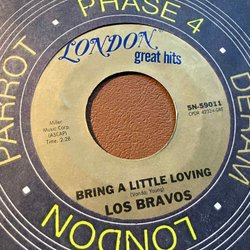 PHASE 4
PARROT
DERAM
LONDON
LONDON
great hits
Miller
Music Corp.
(ASCAP)
Time: 2:28
5N-59011
BRING A LITTLE LOVING
(Vanda; Young)
LOS BRAVOS